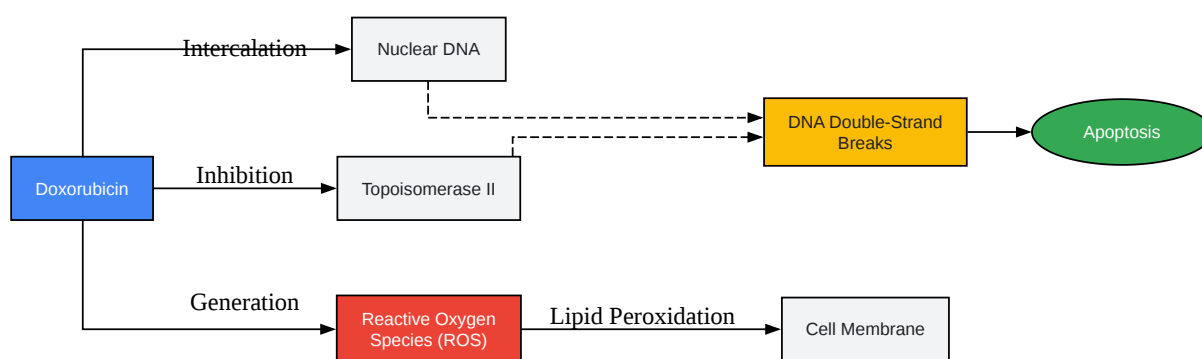 Intercalation
Nuclear DNA
DNA Double-Strand
Breaks
Apoptosis
Doxorubicin
Inhibition
Topoisomerase II
Generation
Reactive Oxygen
Species (ROS)
Lipid Peroxidation
Cell Membrane